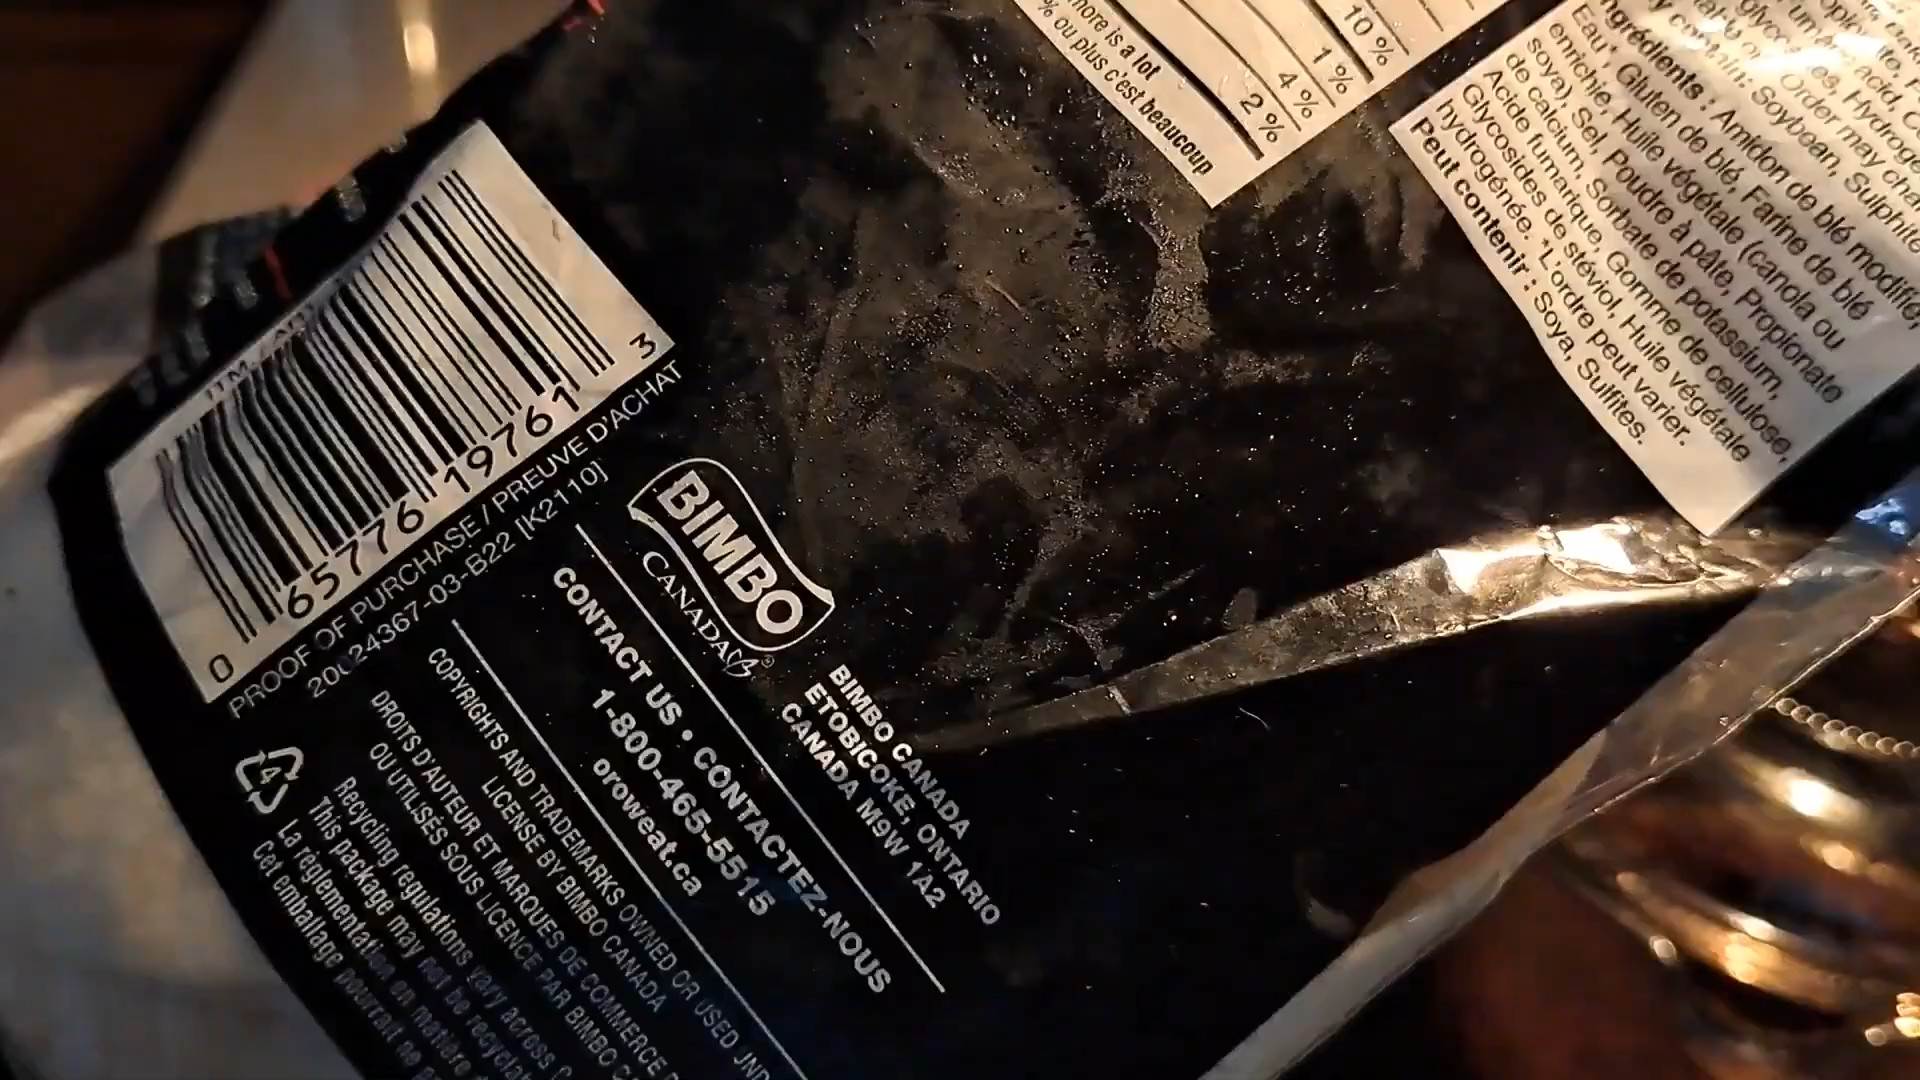 10 %
1 %
4 %
2 %
more is a lot
% ou plus c'est beaucoup
contain: Soybean, Sulphite
Order may
Ingrédients : Amidon de blé modifié,
Eau*, Gluten de blé, Farine de blé
enrichie, Huile végétale (canola ou
soya), Sel, Poudre à pâte, Propionate
de calcium, Sorbate de potassium,
Acide fumarique, Gomme de cellulose,
Glycosides de stéviol, Huile végétale
hydrogénée. *L'ordre peut varier.
Peut contenir : Soya, Sulfites.
0 65776 19761 3
PROOF OF PURCHASE / PREUVE D'ACHAT
20024367-03-B22 [K2110]
BIMBO
CANADA®
BIMBO CANADA
ETOBICOKE, ONTARIO
CANADA M9W 1A2
CONTACT US • CONTACTEZ-NOUS
1-800-465-5515
oroweat.ca
COPYRIGHTS AND TRADEMARKS OWNED OR USED UND
LICENSE BY BIMBO CANADA
DROITS D'AUTEUR ET MARQUES DE COMMERCE
OU UTILISÉS SOUS LICENCE PAR BIMBO
4
Recycling regulations vary across
This package may not be
La réglementation en matière
Cet emballage pourrait ne